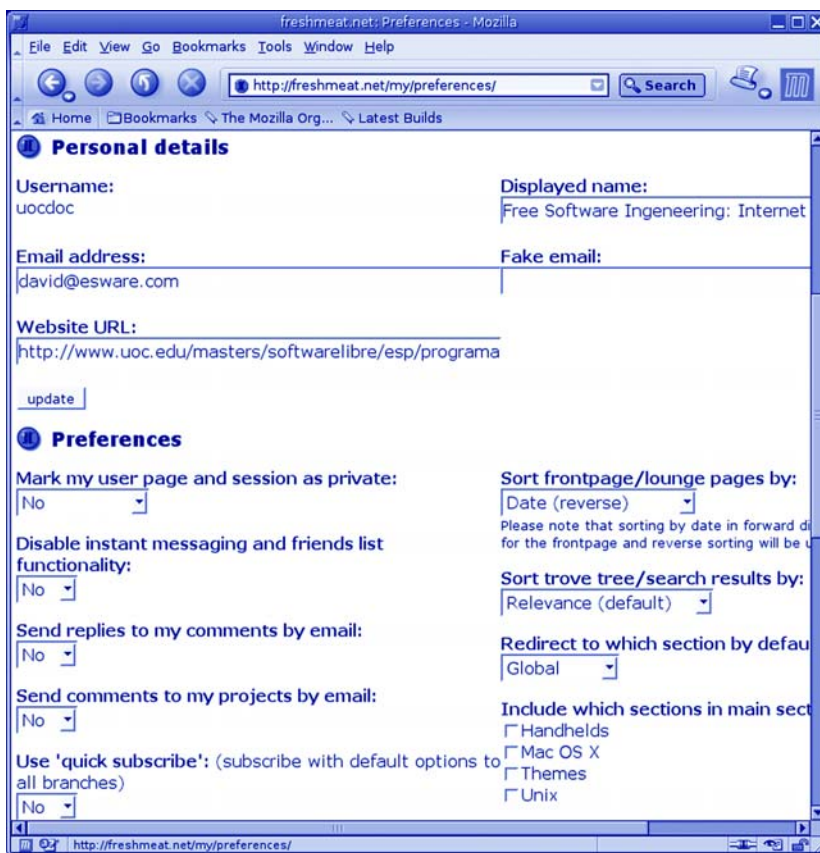 freshmeat.net: Preferences - Mozilla
File Edit View Go Bookmarks Tools Window Help
http://freshmeat.net/my/preferences/
Search
Home Bookmarks The Mozilla Org... Latest Builds
Personal details
Username:
uocdoc
Displayed name:
Free Software Ingeneering: Internet
Email address:
david@esware.com
Fake email:
Website URL:
http://www.uoc.edu/masters/softwarelibre/esp/programa
update
Preferences
Mark my user page and session as private:
No
Disable instant messaging and friends list
functionality:
No
Send replies to my comments by email:
No
Send comments to my projects by email:
No
Use 'quick subscribe': (subscribe with default options to
all branches)
No
Sort frontpage/lounge pages by:
Date (reverse)
Please note that sorting by date in forward di
for the frontpage and reverse sorting will be u
Sort trove tree/search results by:
Relevance (default)
Redirect to which section by defau
Global
Include which sections in main sect
Handhelds
Mac OS X
Themes
Unix
http://freshmeat.net/my/preferences/